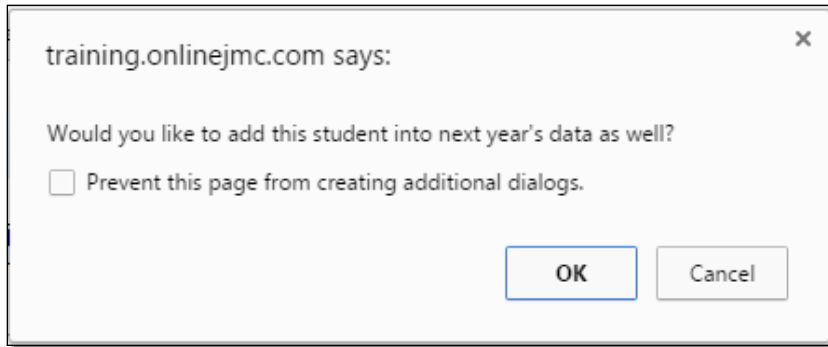 training.onlinejmc.com says:
Would you like to add this student into next year's data as well?
Prevent this page from creating additional dialogs.
OK Cancel